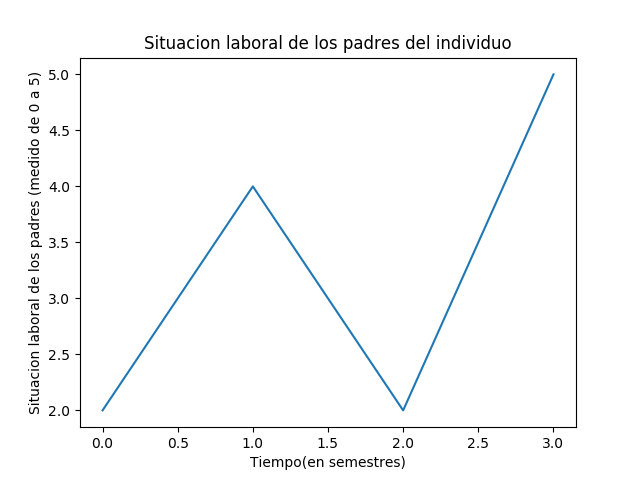 Situacion laboral de los padres del individuo
Situacion laboral de los padres (medido de 0 a 5)
5.0
4.5
4.0
3.5
3.0
2.5
2.0
0.0 0.5 1.0 1.5 2.0 2.5 3.0
Tiempo(en semestres)